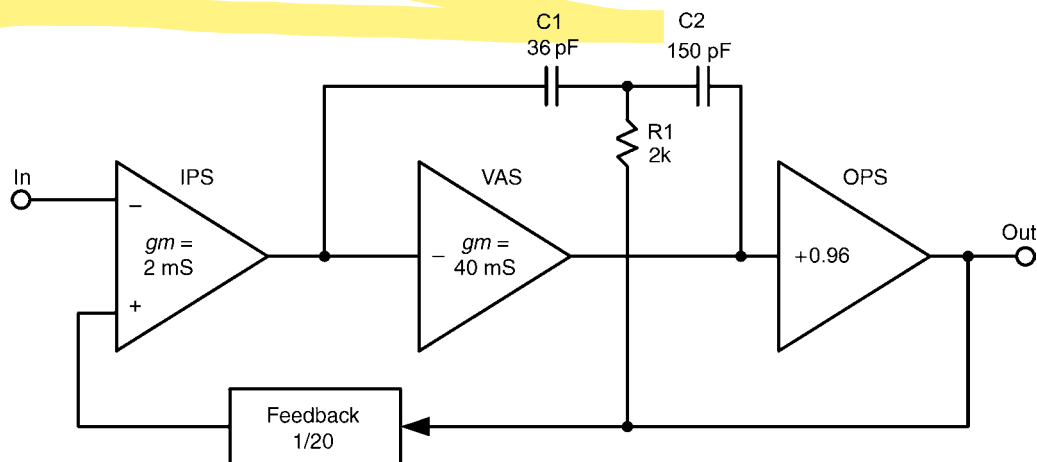 C1
36 pF
C2
150 pF
R1
2k
In
IPS
−
gm =
2 mS
+
VAS
−
gm =
40 mS
OPS
+0.96
Out
Feedback
1/20